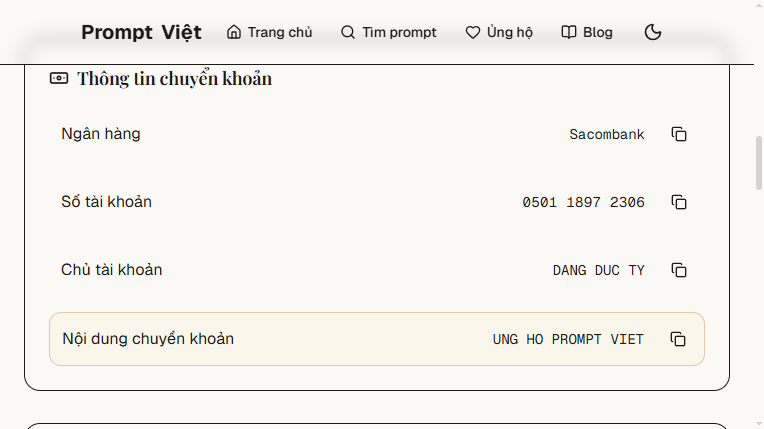 Prompt Việt Trang chủ Tìm prompt Ủng hộ Blog
Thông tin chuyển khoản
Ngân hàng Sacombank
Số tài khoản 0501 1897 2306
Chủ tài khoản DANG DUC TY
Nội dung chuyển khoản UNG HO PROMPT VIET